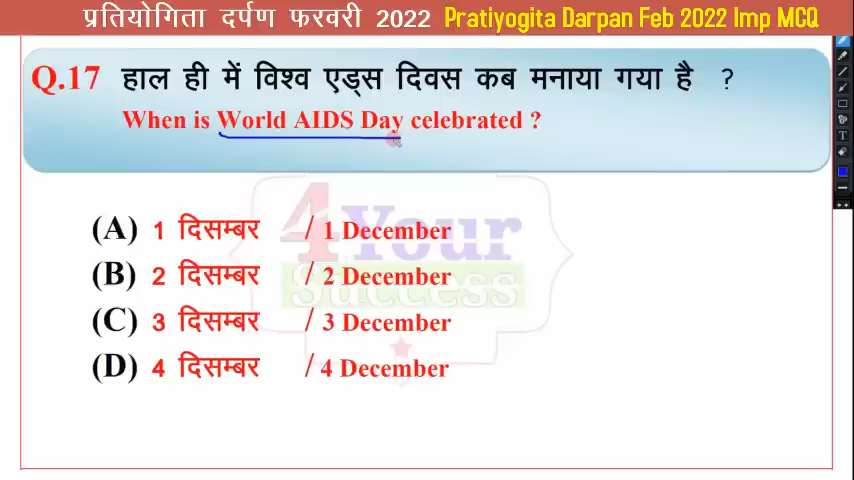 प्रतियोगिता दर्पण फरवरी 2022 Pratiyogita Darpan Feb 2022 Imp MCQ
Q.17 हाल ही में विश्व एड्स दिवस कब मनाया गया है ?
When is World AIDS Day celebrated ?
4Your
Success
(A) 1 दिसम्बर / 1 December
(B) 2 दिसम्बर / 2 December
(C) 3 दिसम्बर / 3 December
(D) 4 दिसम्बर / 4 December